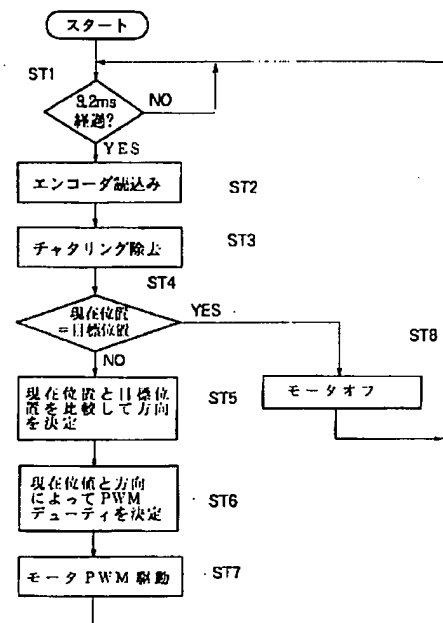 スタート
ST1
3.2ms
経過?
NO
YES
エンコーダ読込み
ST2
チャタリング除去
ST3
ST4
現在位置
=目標位置
YES
NO
ST8
モータオフ
現在位置と目標位
置を比較して方向
を決定
ST5
現在位値と方向
によってPWM
デューティを決定
ST6
モータPWM駆動
ST7